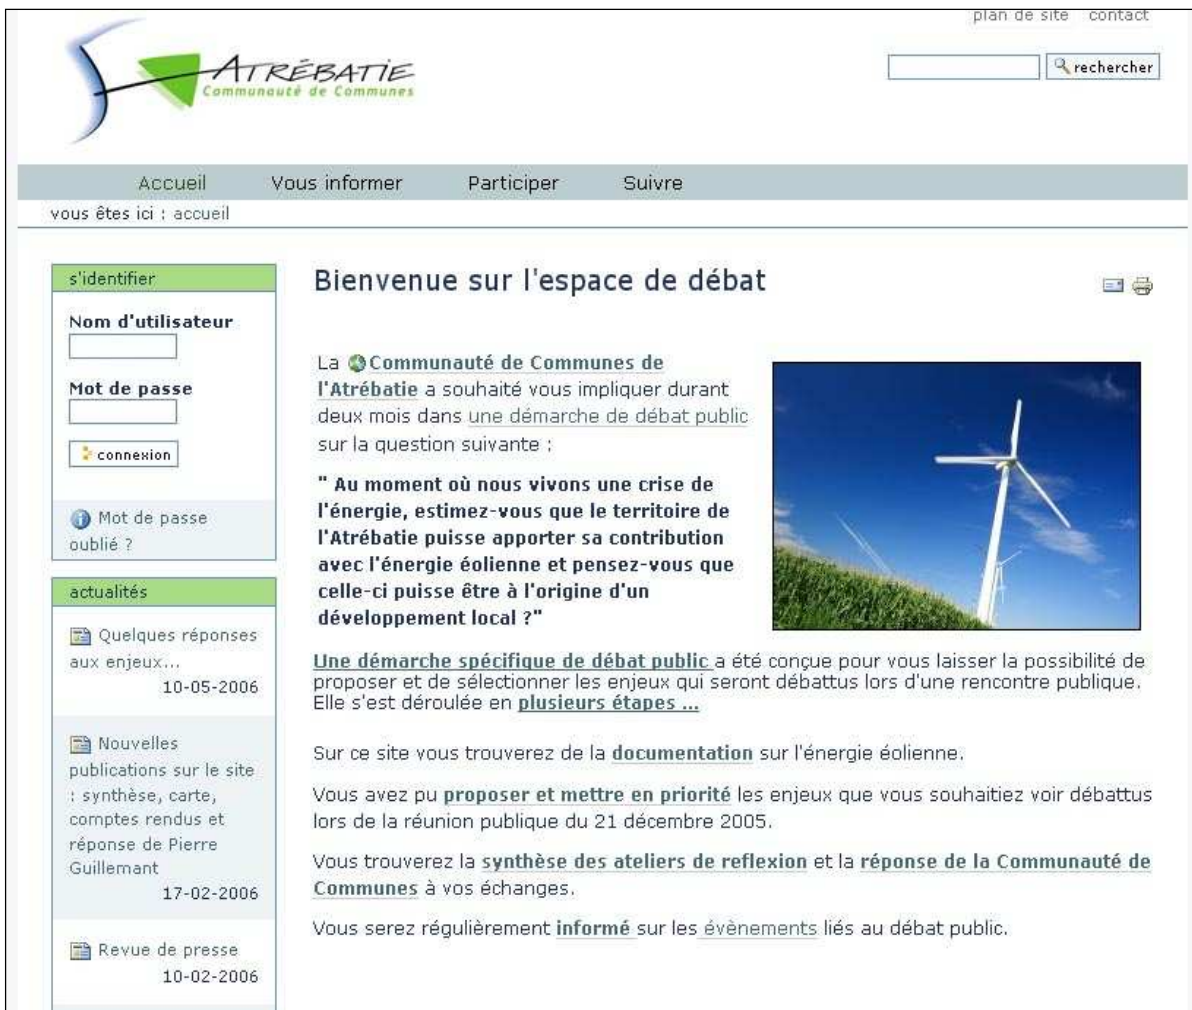 plan de site contact
ATRÉBATIE
Communauté de Communes
rechercher
Accueil Vous informer Participer Suivre
vous êtes ici : accueil
s'identifier
Nom d'utilisateur
Mot de passe
connexion
Mot de passe
oublié ?
actualités
Quelques réponses
aux enjeux...
10-05-2006
Nouvelles
publications sur le site
: synthèse, carte,
comptes rendus et
réponse de Pierre
Guillemant
17-02-2006
Revue de presse
10-02-2006
Bienvenue sur l'espace de débat
La Communauté de Communes de
l'Atrébatie a souhaité vous impliquer durant
deux mois dans une démarche de débat public
sur la question suivante :
" Au moment où nous vivons une crise de
l'énergie, estimez-vous que le territoire de
l'Atrébatie puisse apporter sa contribution
avec l'énergie éolienne et pensez-vous que
celle-ci puisse être à l'origine d'un
développement local ?"
Une démarche spécifique de débat public a été conçue pour vous laisser la possibilité de
proposer et de sélectionner les enjeux qui seront débattus lors d'une rencontre publique.
Elle s'est déroulée en plusieurs étapes ...
Sur ce site vous trouverez de la documentation sur l'énergie éolienne.
Vous avez pu proposer et mettre en priorité les enjeux que vous souhaitiez voir débattus
lors de la réunion publique du 21 décembre 2005.
Vous trouverez la synthèse des ateliers de reflexion et la réponse de la Communauté de
Communes à vos échanges.
Vous serez régulièrement informé sur les évènements liés au débat public.